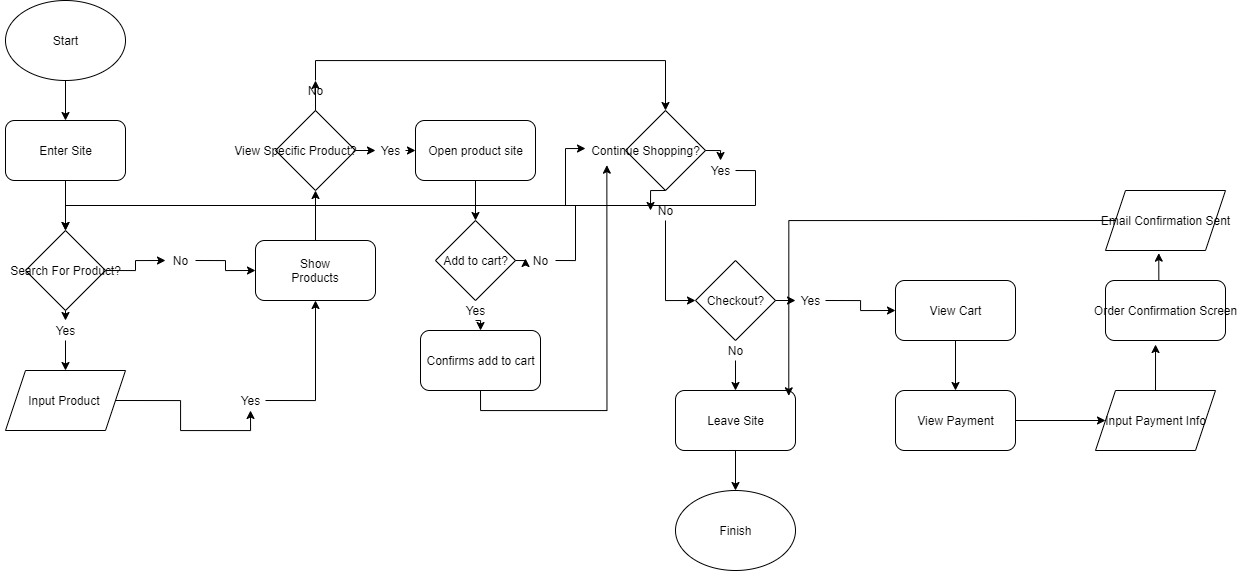 Start
Enter Site
Search For Product?
No
Yes
Input Product
Yes
Show
Products
View Specific Product?
No
Yes
Open product site
Add to cart?
No
Yes
Confirms add to cart
Continue Shopping?
Yes
No
Checkout?
Yes
No
Leave Site
Finish
View Cart
View Payment
Input Payment Info
Order Confirmation Screen
Email Confirmation Sent